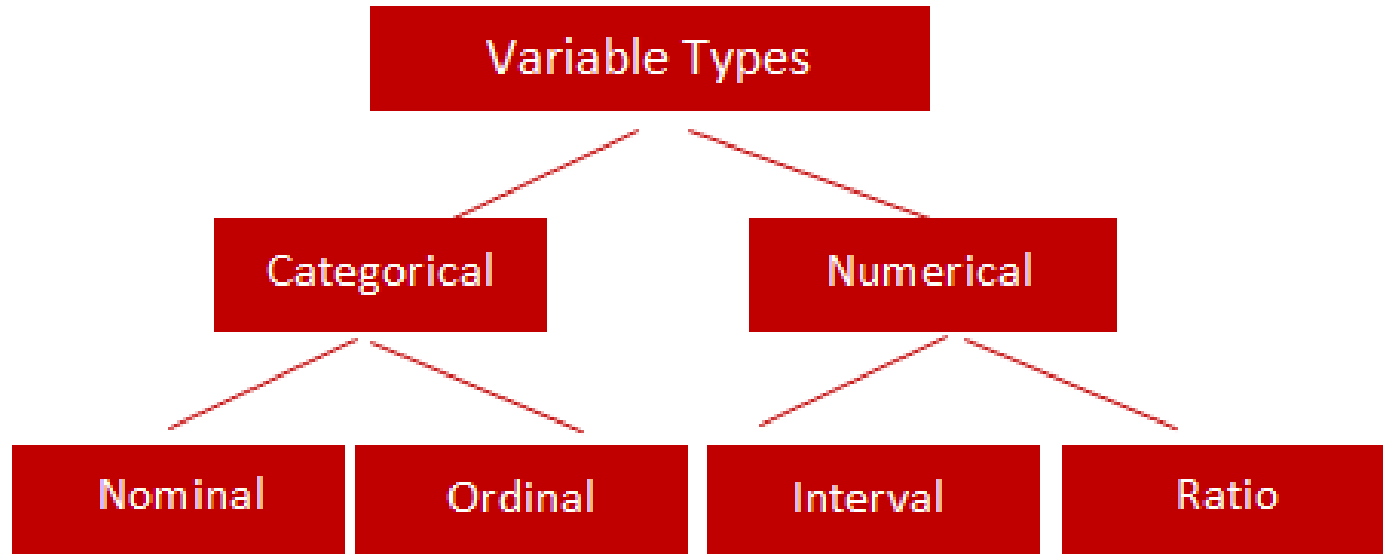 Variable Types
Categorical
Numerical
Nominal
Ordinal
Interval
Ratio